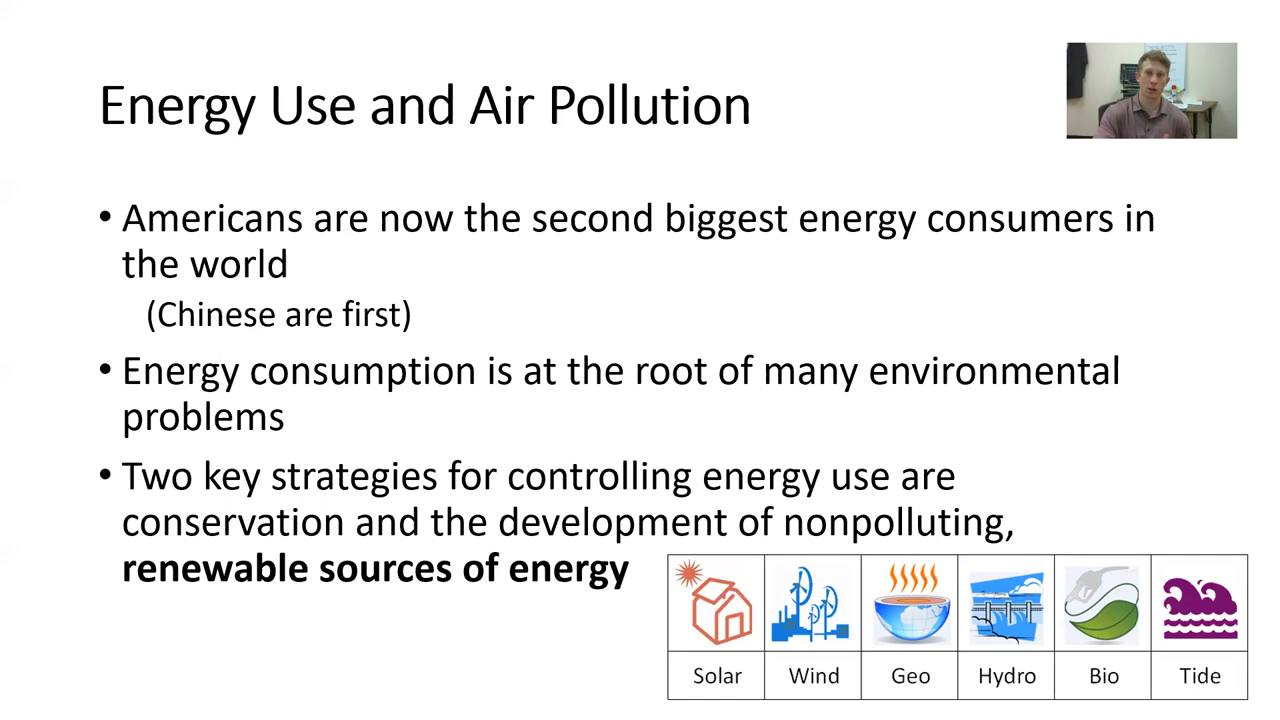 Energy Use and Air Pollution
• Americans are now the second biggest energy consumers in
the world
(Chinese are first)
• Energy consumption is at the root of many environmental
problems
• Two key strategies for controlling energy use are
conservation and the development of nonpolluting,
renewable sources of energy
Solar Wind Geo Hydro Bio Tide